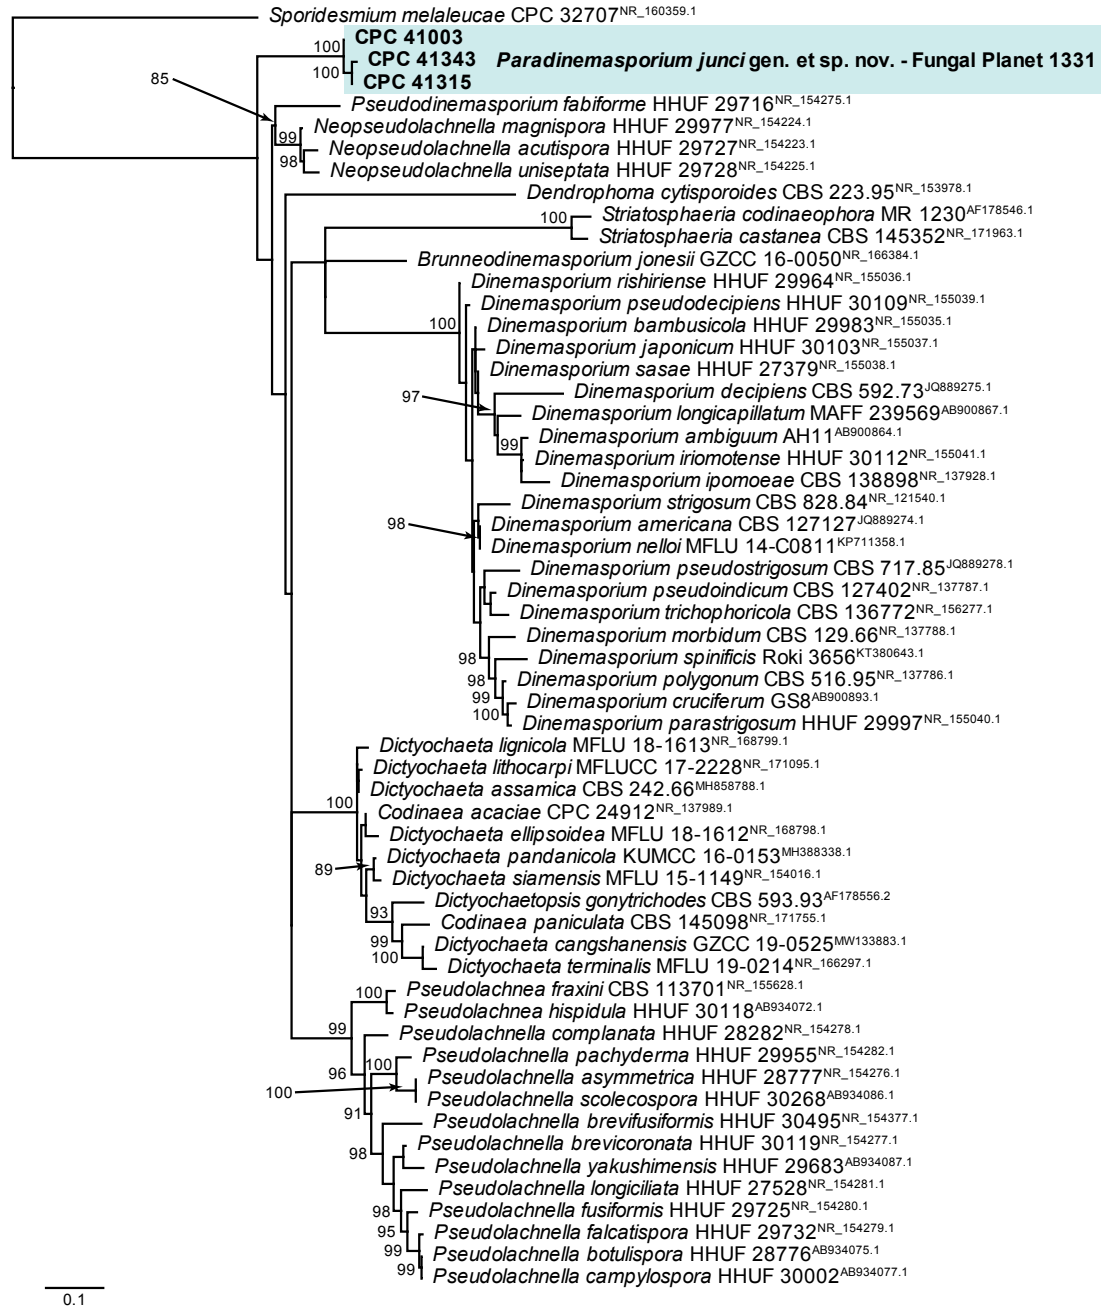 Sporidesmium melaleucae CPC 32707NR_160359.1
100 CPC 41003
CPC 41343 Paradinemasporium junci gen. et sp. nov. - Fungal Planet 1331
100 CPC 41315
85
Pseudodinemasporium fabiforme HHUF 29716NR_154275.1
Neopseudolachnella magnispora HHUF 29977NR_154224.1
99
Neopseudolachnella acutispora HHUF 29727NR_154223.1
98
Neopseudolachnella uniseptata HHUF 29728NR_154225.1
Dendrophoma cytisporoides CBS 223.95NR_153978.1
100 Striatosphaeria codinaeophora MR 1230AF178546.1
Striatosphaeria castanea CBS 145352NR_171963.1
Brunneodinemasporium jonesii GZCC 16-0050NR_166384.1
Dinemasporium rishiriense HHUF 29964NR_155036.1
Dinemasporium pseudodecipiens HHUF 30109NR_155039.1
100
Dinemasporium bambusicola HHUF 29983NR_155035.1
Dinemasporium japonicum HHUF 30103NR_155037.1
Dinemasporium sasae HHUF 27379NR_155038.1
97
Dinemasporium decipiens CBS 592.73JQ889275.1
Dinemasporium longicapillatum MAFF 239569AB900867.1
Dinemasporium ambiguum AH11AB900864.1
99
Dinemasporium iriomotense HHUF 30112NR_155041.1
Dinemasporium ipomoeae CBS 138898NR_137928.1
Dinemasporium strigosum CBS 828.84NR_121540.1
98
Dinemasporium americana CBS 127127JQ889274.1
Dinemasporium nelloi MFLU 14-C0811KP711358.1
Dinemasporium pseudostrigosum CBS 717.85JQ889278.1
Dinemasporium pseudoindicum CBS 127402NR_137787.1
Dinemasporium trichophoricola CBS 136772NR_156277.1
Dinemasporium morbidum CBS 129.66NR_137788.1
98
Dinemasporium spinificis Roki 3656KT380643.1
98
Dinemasporium polygonum CBS 516.95NR_137786.1
99
Dinemasporium cruciferum GS8AB900893.1
100
Dinemasporium parastrigosum HHUF 29997NR_155040.1
Dictyochaeta lignicola MFLU 18-1613NR_168799.1
Dictyochaeta lithocarpi MFLUCC 17-2228NR_171095.1
Dictyochaeta assamica CBS 242.66MH858788.1
100
Codinaea acaciae CPC 24912NR_137989.1
Dictyochaeta ellipsoidea MFLU 18-1612NR_168798.1
Dictyochaeta pandanicola KUMCC 16-0153MH388338.1
89
Dictyochaeta siamensis MFLU 15-1149NR_154016.1
Dictyochaetopsis gonytrichodes CBS 593.93AF178556.2
93
Codinaea paniculata CBS 145098NR_171755.1
99
Dictyochaeta cangshanensis GZCC 19-0525MW133883.1
100
Dictyochaeta terminalis MFLU 19-0214NR_166297.1
100 Pseudolachnea fraxini CBS 113701NR_155628.1
Pseudolachnea hispidula HHUF 30118AB934072.1
99
Pseudolachnella complanata HHUF 28282NR_154278.1
Pseudolachnella pachyderma HHUF 29955NR_154282.1
96
100
Pseudolachnella asymmetrica HHUF 28777NR_154276.1
100
Pseudolachnella scolecospora HHUF 30268AB934086.1
91
Pseudolachnella brevifusiformis HHUF 30495NR_154377.1
Pseudolachnella brevicoronata HHUF 30119NR_154277.1
98
Pseudolachnella yakushimensis HHUF 29683AB934087.1
Pseudolachnella longiciliata HHUF 27528NR_154281.1
98
Pseudolachnella fusiformis HHUF 29725NR_154280.1
95
Pseudolachnella falcatispora HHUF 29732NR_154279.1
99
Pseudolachnella botulispora HHUF 28776AB934075.1
99
Pseudolachnella campylospora HHUF 30002AB934077.1
0.1